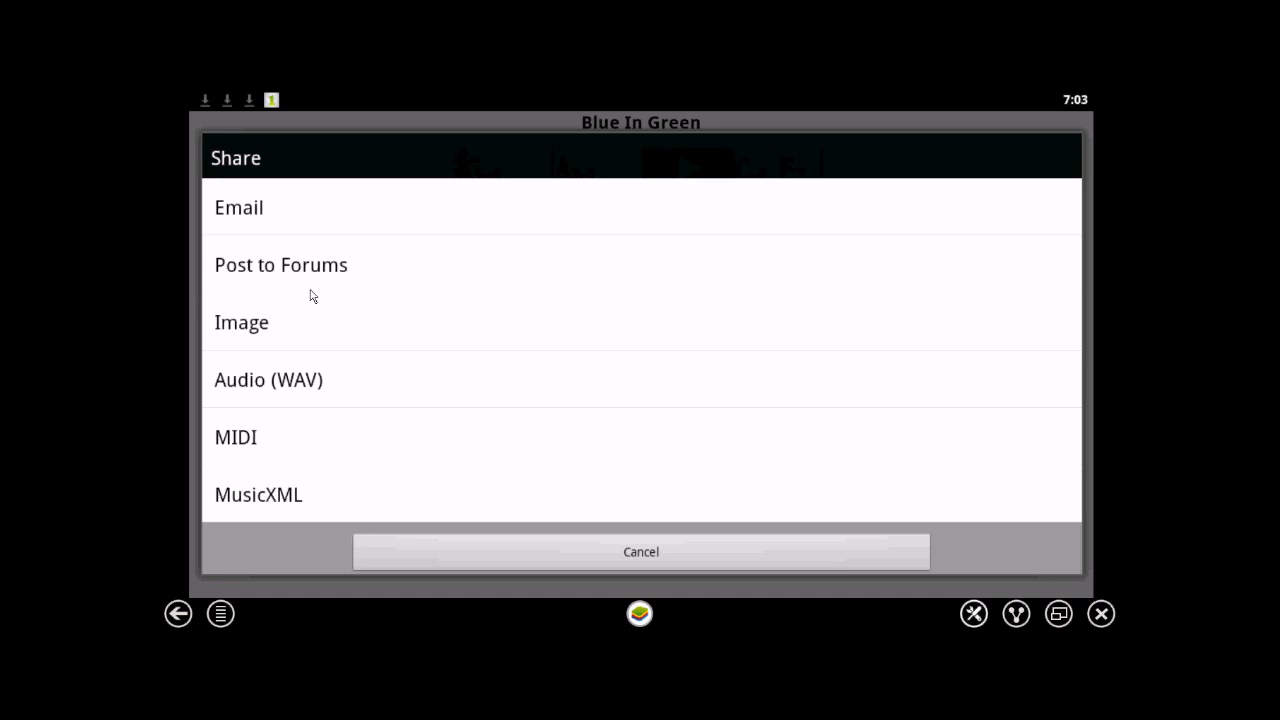 7:03
Blue In Green
Share
Email
Post to Forums
Image
Audio (WAV)
MIDI
MusicXML
Cancel